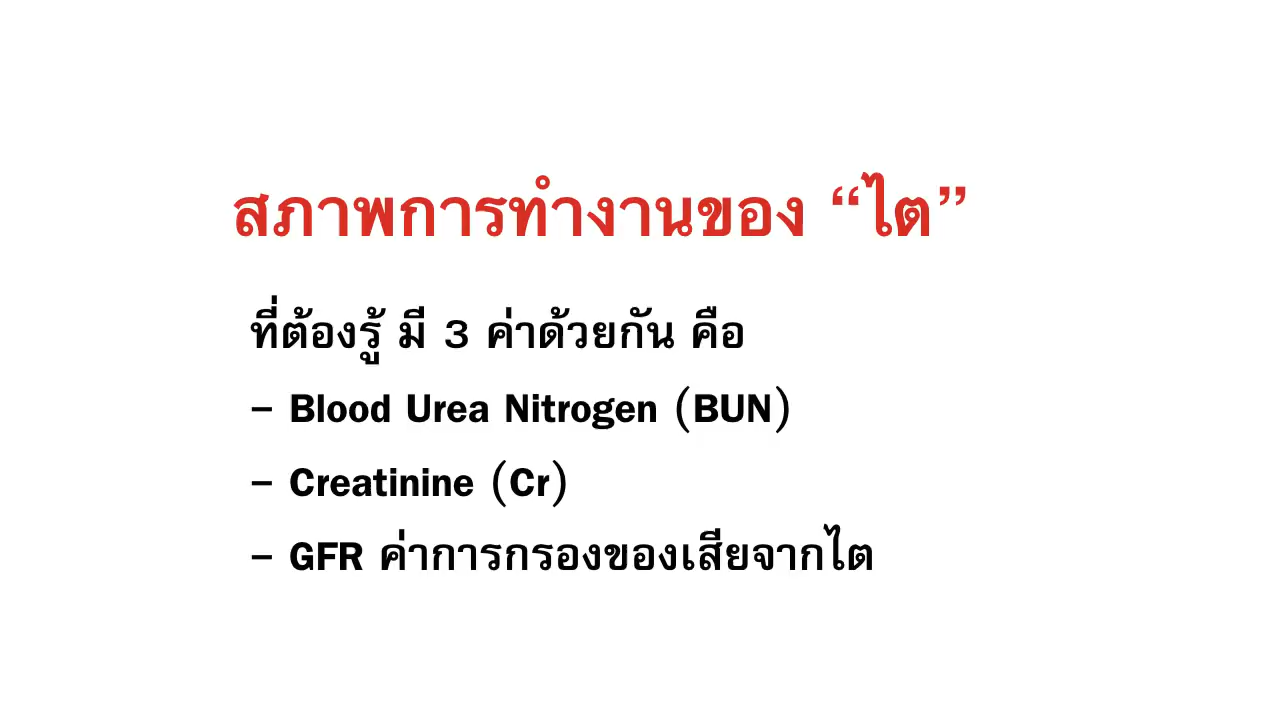 สภาพการทำงานของ “ไต”
ที่ต้องรู้ มี 3 ค่าด้วยกัน คือ
– Blood Urea Nitrogen (BUN)
– Creatinine (Cr)
– GFR ค่าการกรองของเสียจากไต